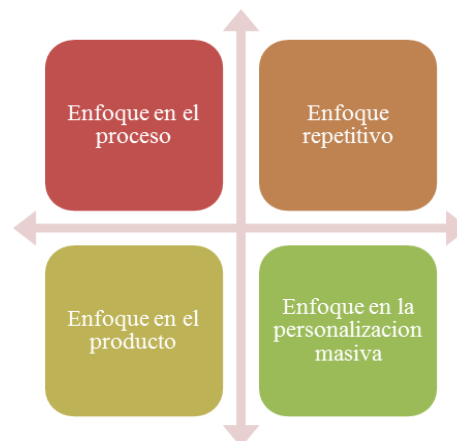 Enfoque en el
proceso
Enfoque
repetitivo
Enfoque en el
producto
Enfoque en la
personalizacion
masiva